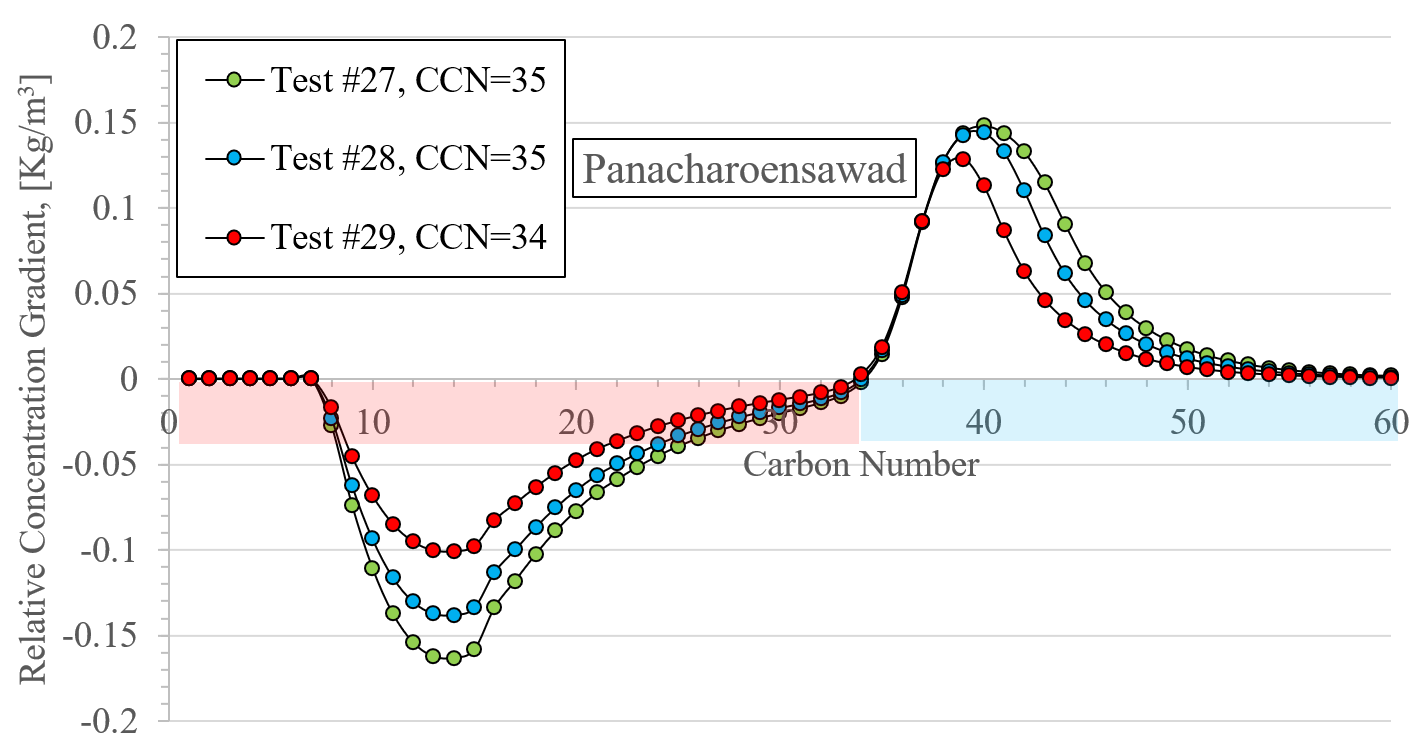 Relative Concentration Gradient, [Kg/m³]
0.2
0.15
0.1
0.05
0
-0.05
-0.1
-0.15
-0.2
Test #27, CCN=35
Test #28, CCN=35
Test #29, CCN=34
Panacharoensawad
0 10 20 30 40 50 60
Carbon Number